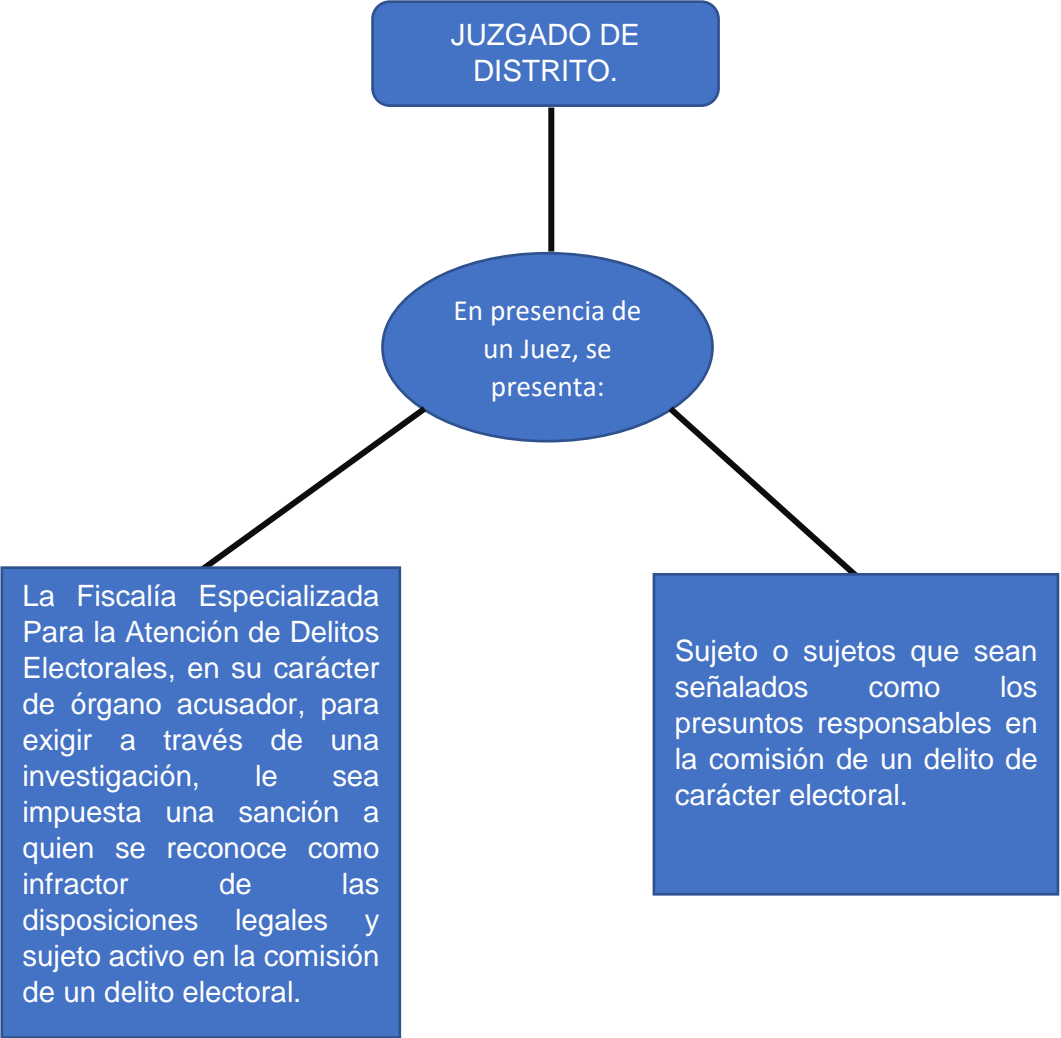 JUZGADO DE
DISTRITO.
En presencia de
un Juez, se
presenta:
La Fiscalía Especializada
Para la Atención de Delitos
Electorales, en su carácter
de órgano acusador, para
exigir a través de una
investigación, le sea
impuesta una sanción a
quien se reconoce como
infractor de las
disposiciones legales y
sujeto activo en la comisión
de un delito electoral.
Sujeto o sujetos que sean
señalados como los
presuntos responsables en
la comisión de un delito de
carácter electoral.